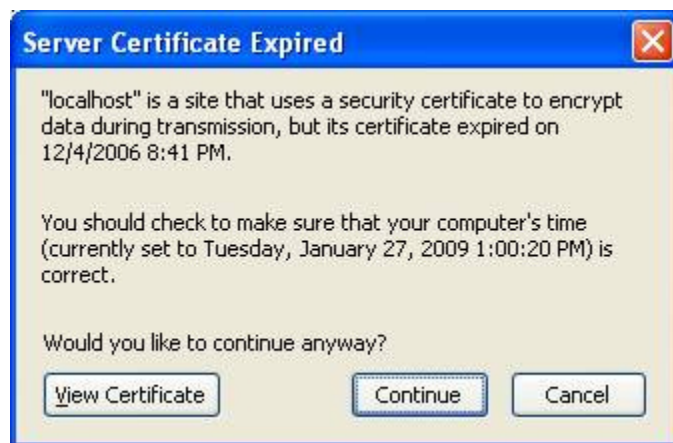 Server Certificate Expired
"localhost" is a site that uses a security certificate to encrypt
data during transmission, but its certificate expired on
12/4/2006 8:41 PM.
You should check to make sure that your computer's time
(currently set to Tuesday, January 27, 2009 1:00:20 PM) is
correct.
Would you like to continue anyway?
View Certificate
Continue
Cancel